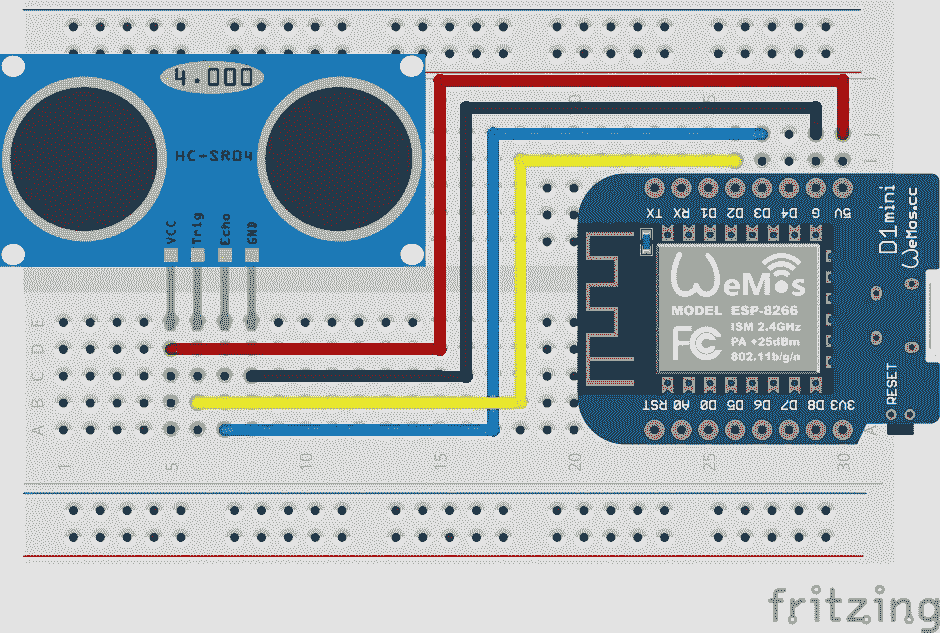 4.000
HC-SR04
VCC Trig Echo GND
TX RX D1 D2 D3 D4 G 5V
D1mini
WeMos.cc
WeMos
MODEL ESP-8266
FC
ISM 2.4GHz
PA +25dBm
802.11b/g/n
RESET
RST A0 D0 D5 D6 D7 D8 3V3
E
D
C
B
A
J
I
A
1 5 10 15 20 25 30
fritzing